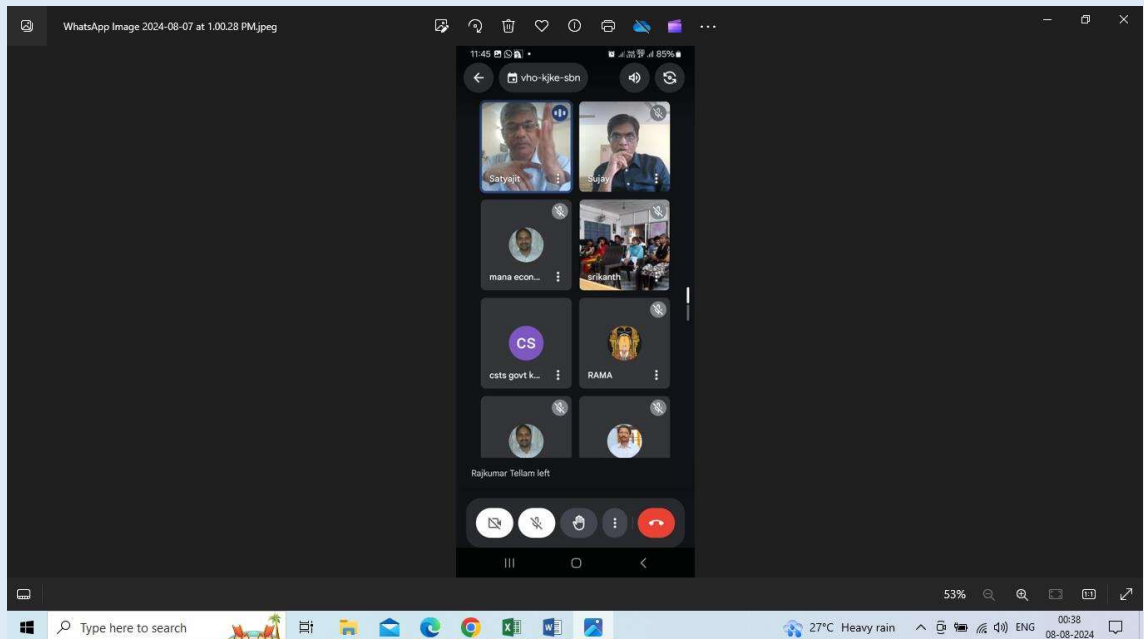 WhatsApp Image 2024-08-07 at 1.00.28 PM.jpeg
11:45
85%
vho-kjke-sbn
Satyajit
Sujay
mana econ...
srikanth
CS
csts govt k...
RAMA
Rajkumar Tellam left
53%
1:1
Type here to search
27°C Heavy rain
ENG
00:38
08-08-2024